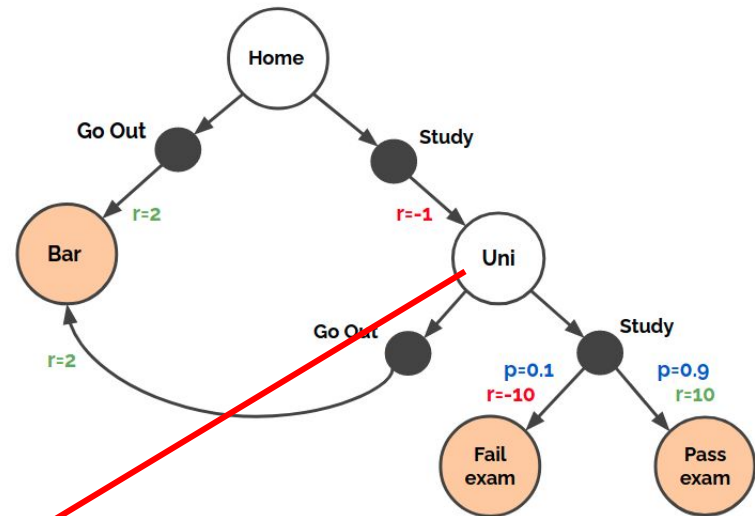 Home
Go Out
Study
r=2
r=-1
Bar
Uni
Go Out
Study
r=2
p=0.1
r=-10
p=0.9
r=10
Fail
exam
Pass
exam